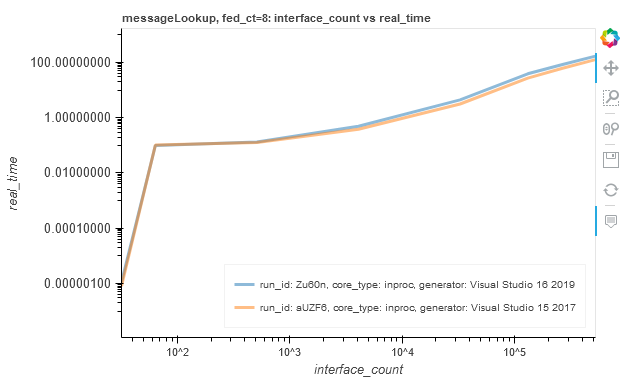 messageLookup, fed_ct=8: interface_count vs real_time
100.00000000
1.00000000
0.01000000
0.00010000
0.00000100
real_time
run_id: Zu60n, core_type: inproc, generator: Visual Studio 16 2019
run_id: aUZF6, core_type: inproc, generator: Visual Studio 15 2017
10^2 10^3 10^4 10^5
interface_count